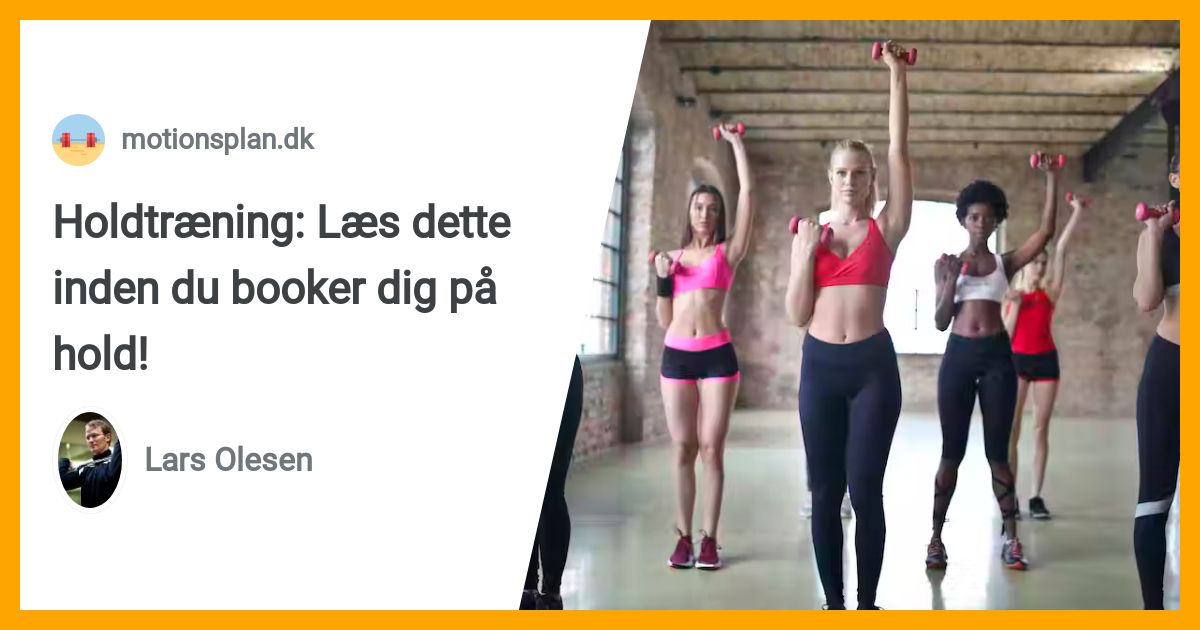 motionsplan.dk
Holdtræning: Læs dette
inden du booker dig på
hold!
Lars Olesen